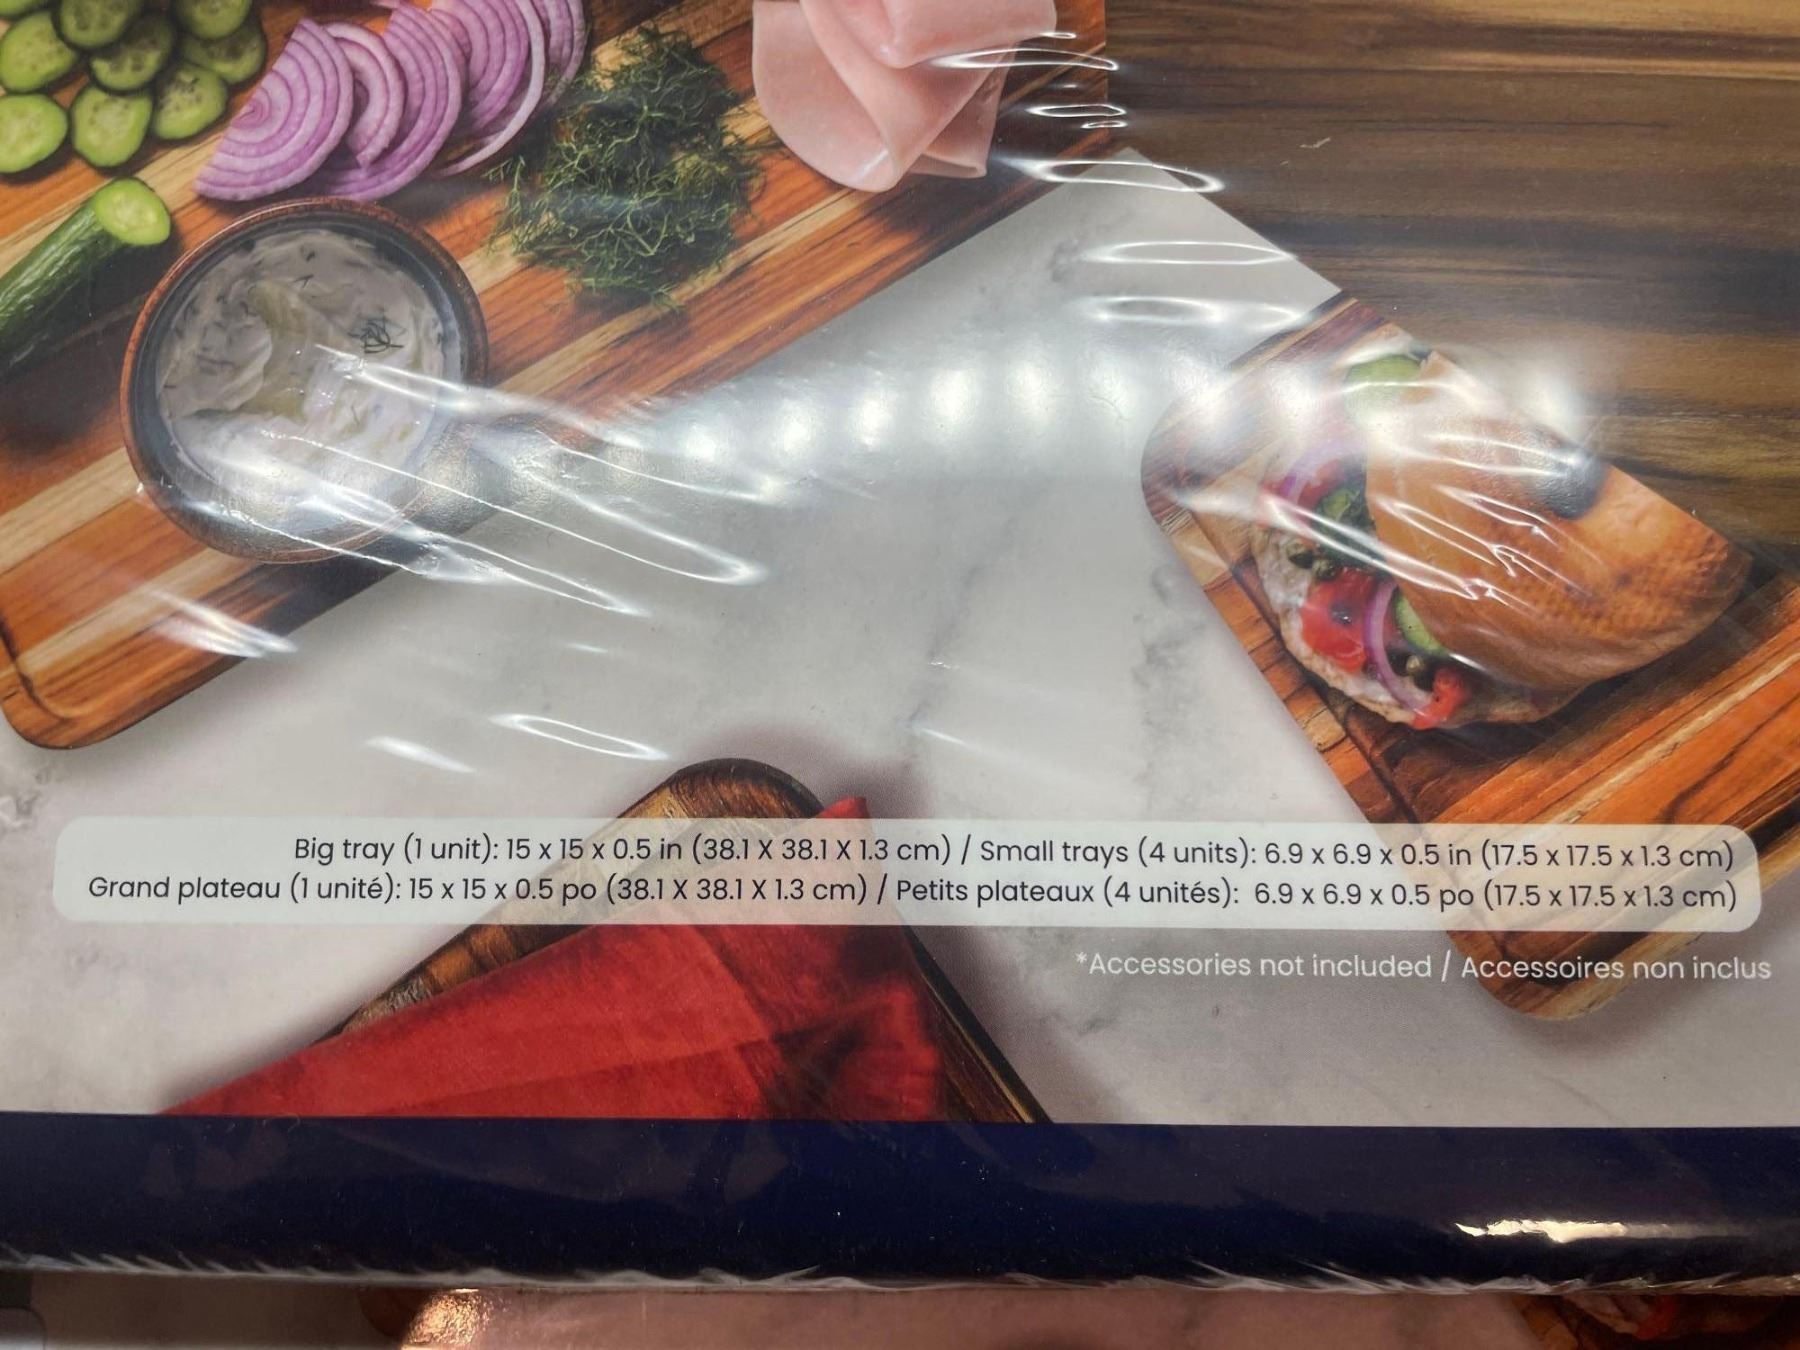 Big tray (1 unit): 15 x 15 x 0.5 in (38.1 X 38.1 X 1.3 cm) / Small trays (4 units): 6.9 x 6.9 x 0.5 in (17.5 x 17.5 x 1.3 cm)
Grand plateau (1 unité): 15 x 15 x 0.5 po (38.1 X 38.1 X 1.3 cm) / Petits plateaux (4 unités): 6.9 x 6.9 x 0.5 po (17.5 x 17.5 x 1.3 cm)
*Accessories not included / Accessoires non inclus